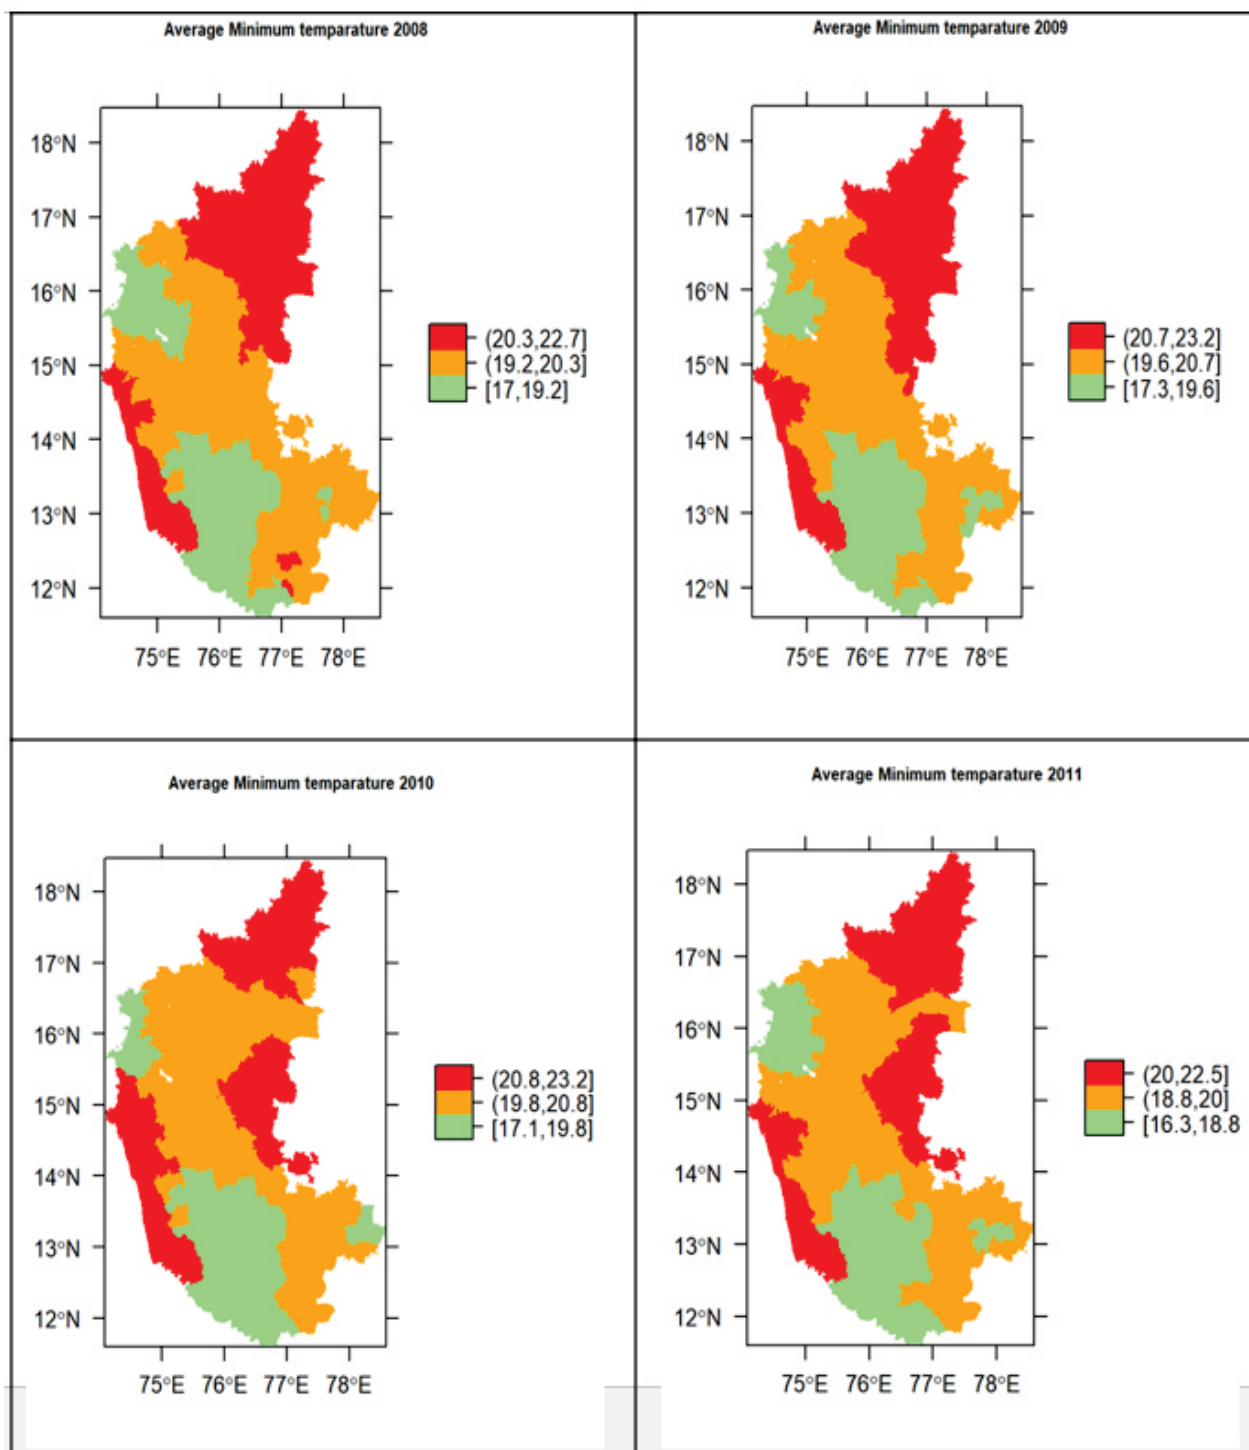 Average Minimum temparature 2008
18°N
17°N
16°N
15°N
14°N
13°N
12°N
75°E 76°E 77°E 78°E
(20.3,22.7]
(19.2,20.3]
[17,19.2]
Average Minimum temparature 2009
18°N
17°N
16°N
15°N
14°N
13°N
12°N
75°E 76°E 77°E 78°E
(20.7,23.2]
(19.6,20.7]
[17.3,19.6]
Average Minimum temparature 2010
18°N
17°N
16°N
15°N
14°N
13°N
12°N
75°E 76°E 77°E 78°E
(20.8,23.2]
(19.8,20.8]
[17.1,19.8]
Average Minimum temparature 2011
18°N
17°N
16°N
15°N
14°N
13°N
12°N
75°E 76°E 77°E 78°E
(20,22.5]
(18.8,20]
[16.3,18.8